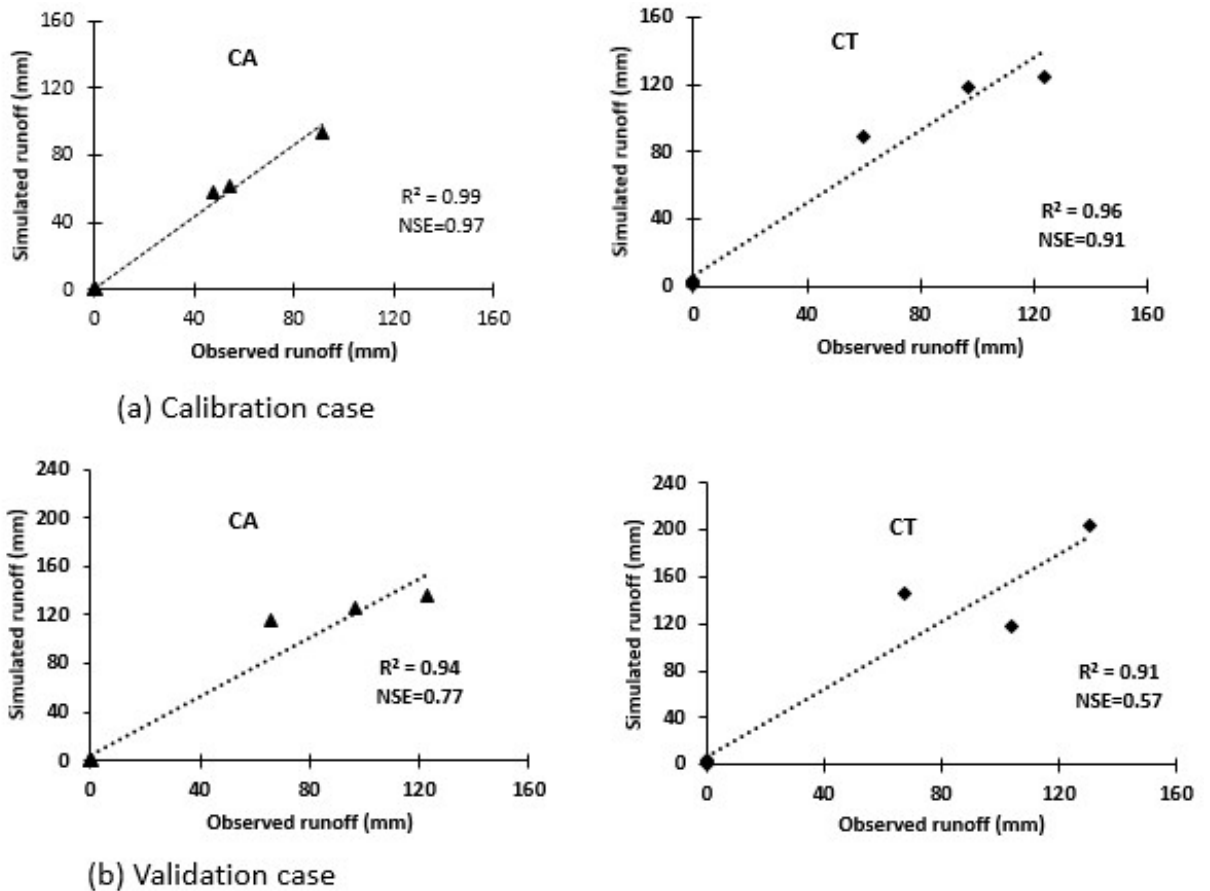 CA
Simulated runoff (mm)
160
120
80
40
0
R² = 0.99
NSE=0.97
0 40 80 120 160
Observed runoff (mm)
CT
Simulated runoff (mm)
160
120
80
40
0
R² = 0.96
NSE=0.91
0 40 80 120 160
Observed runoff (mm)
(a) Calibration case
CA
Simulated runoff (mm)
240
200
160
120
80
40
0
R² = 0.94
NSE=0.77
0 40 80 120 160
Observed runoff (mm)
CT
Simulated runoff (mm)
240
200
160
120
80
40
0
R² = 0.91
NSE=0.57
0 40 80 120 160
Observed runoff (mm)
(b) Validation case